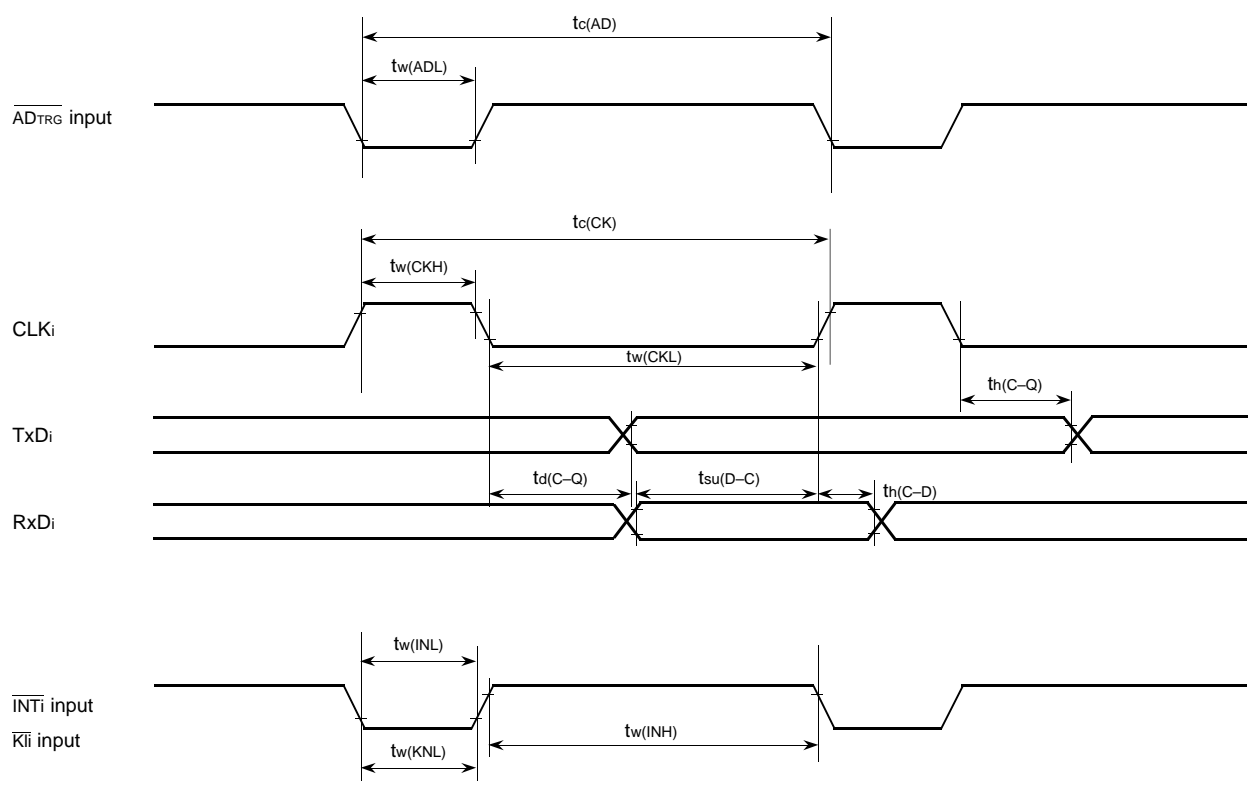 tc(AD)
tw(ADL)
ADTRG input
tc(CK)
tw(CKH)
CLKi
tw(CKL)
th(C–Q)
TxDi
td(C–Q)
tsu(D–C)
th(C–D)
RxDi
tw(INL)
INTi input
tw(INH)
KIi input
tw(KNL)